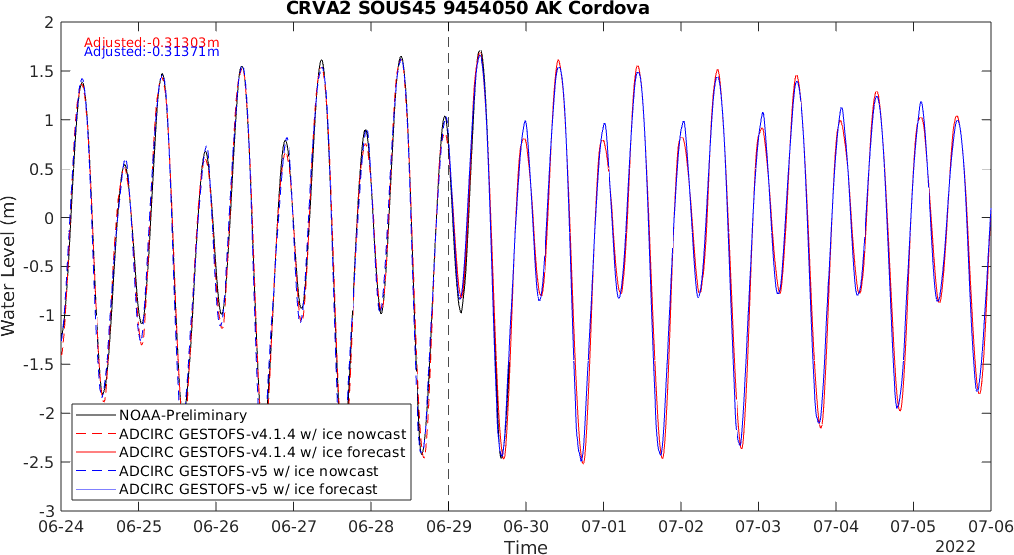 CRVA2 SOUS45 9454050 AK Cordova
Adjusted:-0.31303m
Adjusted:-0.31371m
Water Level (m)
2
1.5
1
0.5
0
-0.5
-1
-1.5
-2
-2.5
-3
NOAA-Preliminary
ADCIRC GESTOFS-v4.1.4 w/ ice nowcast
ADCIRC GESTOFS-v4.1.4 w/ ice forecast
ADCIRC GESTOFS-v5 w/ ice nowcast
ADCIRC GESTOFS-v5 w/ ice forecast
06-24 06-25 06-26 06-27 06-28 06-29 06-30 07-01 07-02 07-03 07-04 07-05 07-06
Time
2022